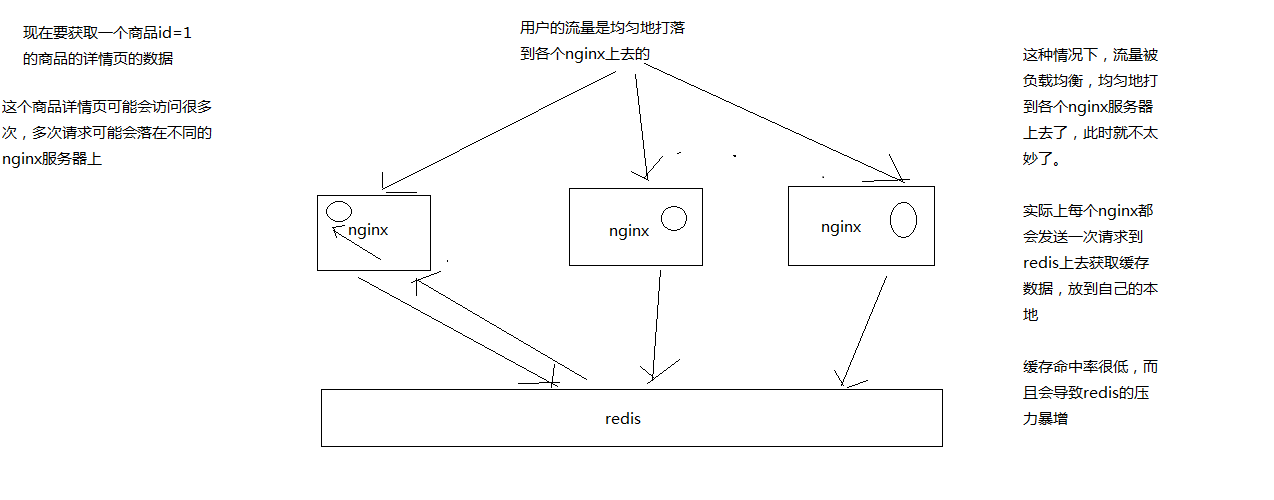 现在要获取一个商品id=1
的商品的详情页的数据
这个商品详情页可能会访问很多
次，多次请求可能会落在不同的
nginx服务器上
用户的流量是均匀地打落
到各个nginx上去的
nginx
nginx
nginx
redis
这种情况下，流量被
负载均衡，均匀地打
到各个nginx服务器
上去了，此时就不太
妙了。
实际上每个nginx都
会发送一次请求到
redis上去获取缓存
数据，放到自己的本
地
缓存命中率很低，而
且会导致redis的压
力暴增